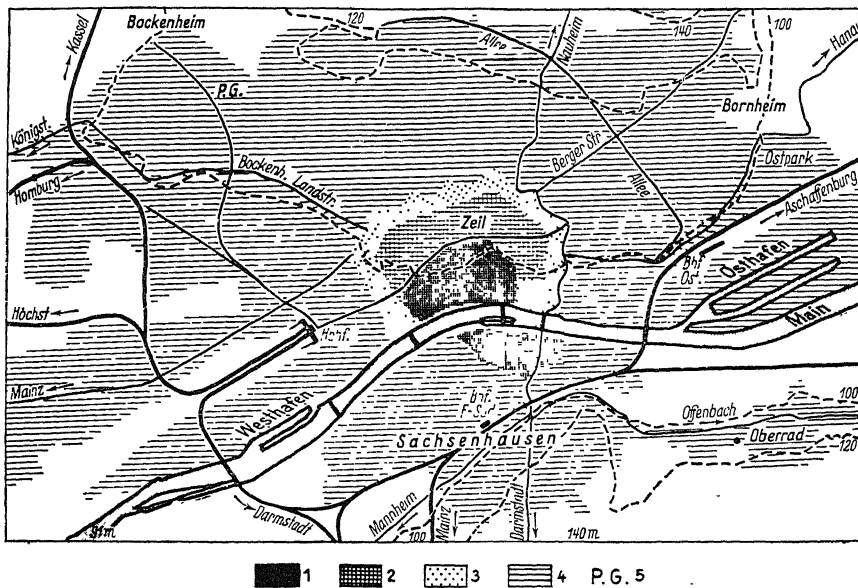 120
140
100
Kassel
Bockenheim
Allee
Nauheim
Hanau
P.G.
Bornheim
Königst.
Berger Str
Bockenh. Landstr.
Allee
Ostpark
Homburg
Aschaffenburg
Zeil
Bhf
Ost
Osthafen
Höchst
Main
Mainz
Westhafen
Bhf.
Sachsenhausen
Offenbach
100
Oberrad
120
91m
Darmstadt
Mannheim
100
Mainz
Darmstadt
140 m
1 2 3 4 P.G. 5